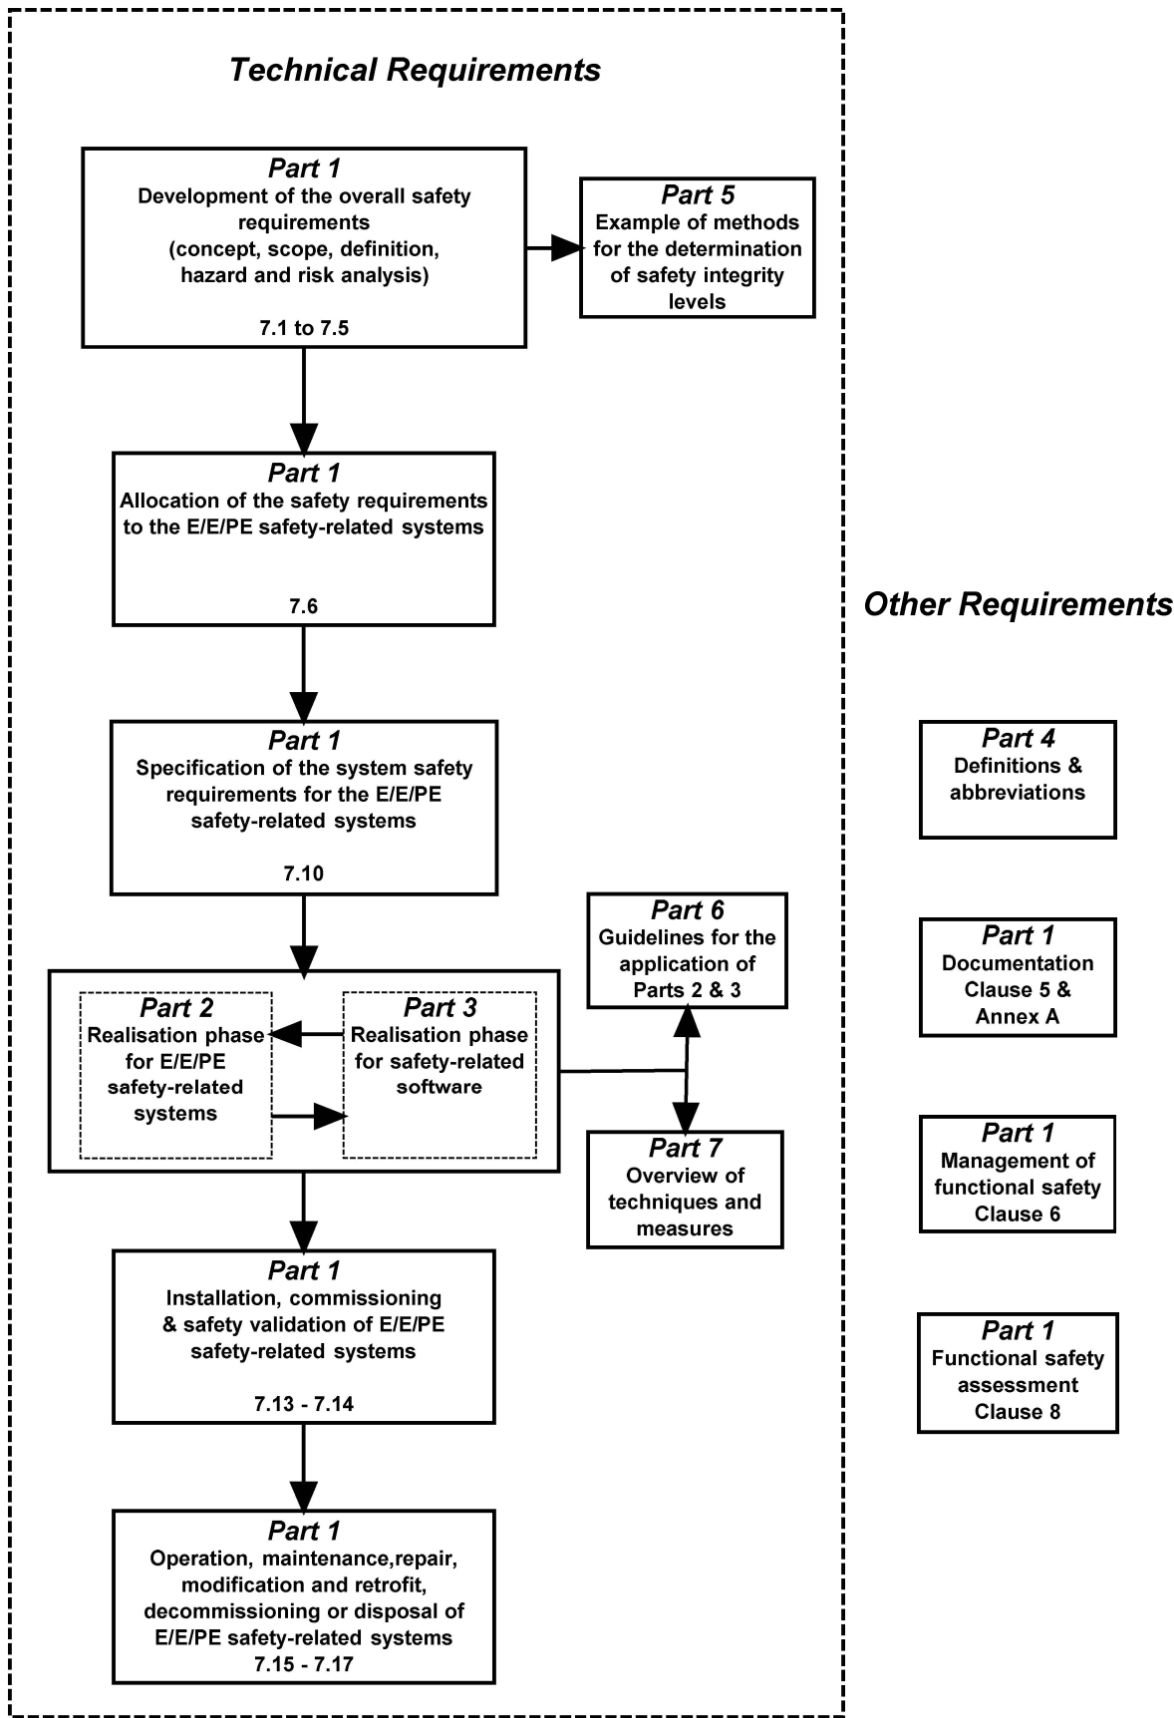 Technical Requirements
Part 1
Development of the overall safety
requirements
(concept, scope, definition,
hazard and risk analysis)
7.1 to 7.5
Part 5
Example of methods
for the determination
of safety integrity
levels
Part 1
Allocation of the safety requirements
to the E/E/PE safety-related systems
7.6
Part 1
Specification of the system safety
requirements for the E/E/PE
safety-related systems
7.10
Part 2
Realisation phase
for E/E/PE
safety-related
systems
Part 3
Realisation phase
for safety-related
software
Part 6
Guidelines for the
application of
Parts 2 & 3
Part 7
Overview of
techniques and
measures
Part 1
Installation, commissioning
& safety validation of E/E/PE
safety-related systems
7.13 - 7.14
Part 1
Operation, maintenance,repair,
modification and retrofit,
decommissioning or disposal of
E/E/PE safety-related systems
7.15 - 7.17
Other Requirements
Part 4
Definitions &
abbreviations
Part 1
Documentation
Clause 5 &
Annex A
Part 1
Management of
functional safety
Clause 6
Part 1
Functional safety
assessment
Clause 8